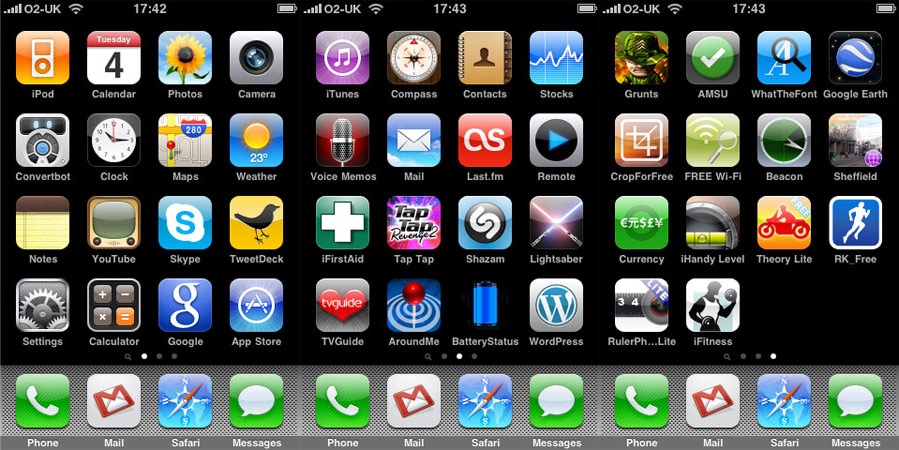 O2-UK 17:42
Tuesday
4
iPod Calendar Photos Camera
280
23°
Convertbot Clock Maps Weather
Notes YouTube Skype TweetDeck
g
Settings Calculator Google App Store
Phone Mail Safari Messages
O2-UK 17:43
iTunes Compass Contacts Stocks
Voice Memos Mail Last.fm Remote
Tap
Tap
Revenge2
iFirstAid Tap Tap Shazam Lightsaber
tvguide
TVGuide AroundMe BatteryStatus WordPress
Phone Mail Safari Messages
O2-UK 17:43
A
Grunts AMSU WhatTheFont Google Earth
CropForFree FREE Wi-Fi Beacon Sheffield
€元$£¥
FREE
Currency iHandy Level Theory Lite RK_Free
3 4
LITE
RulerPh...Lite iFitness
Phone Mail Safari Messages